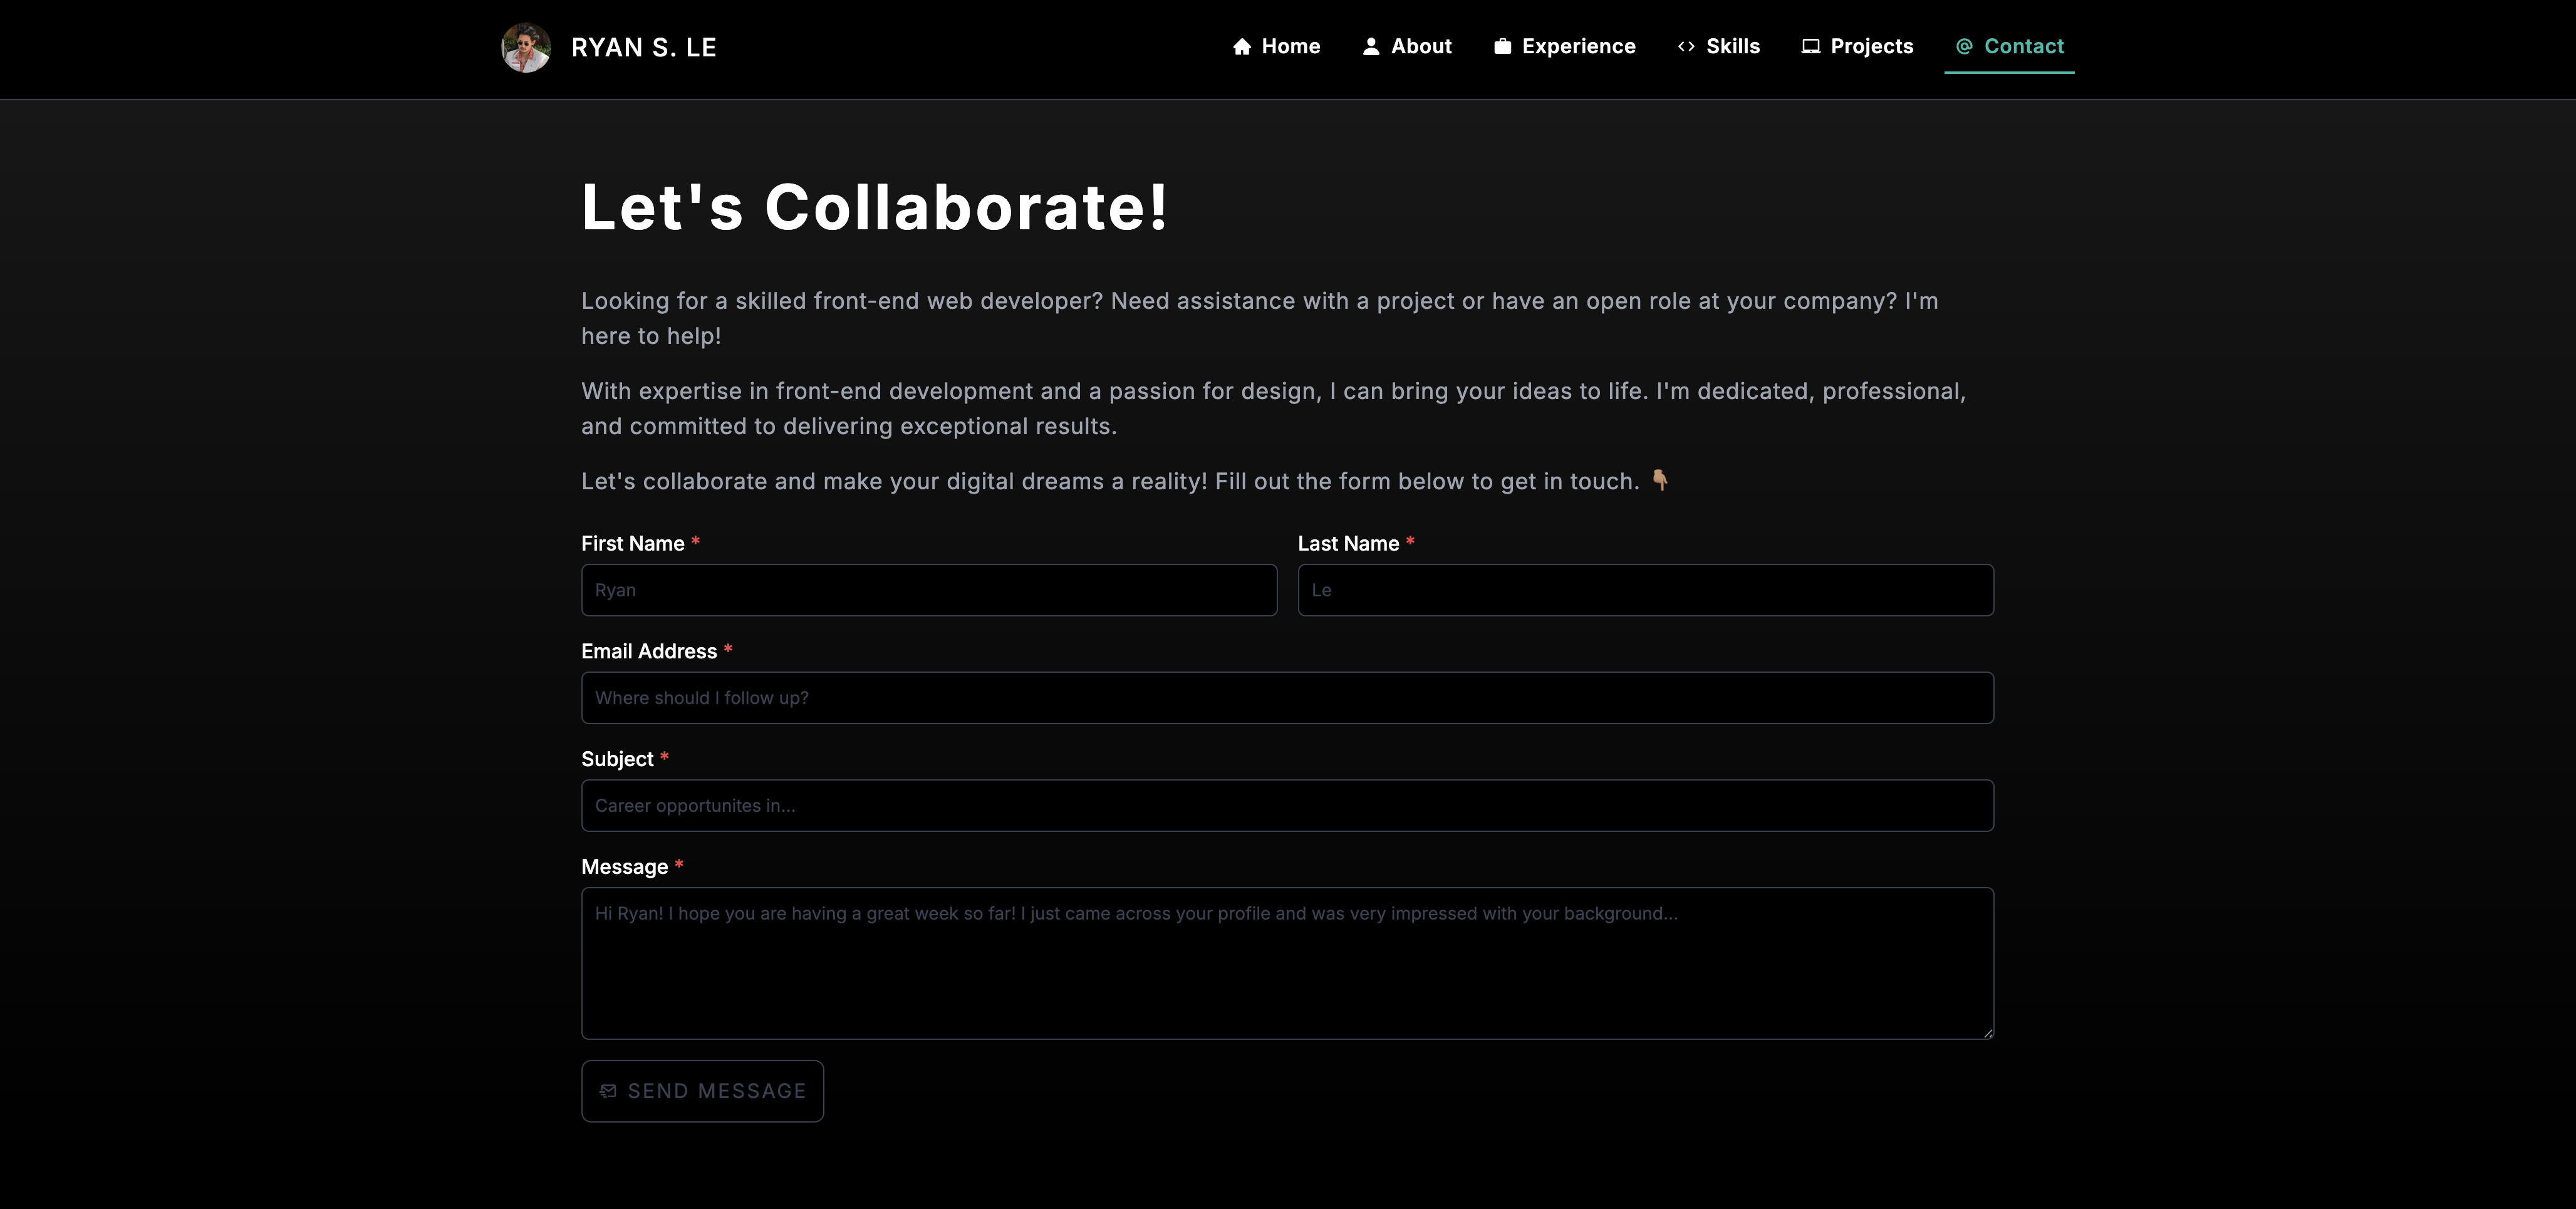 RYAN S. LE
Home
About
Experience
Skills
Projects
Contact
Let's Collaborate!
Looking for a skilled front-end web developer? Need assistance with a project or have an open role at your company? I'm
here to help!
With expertise in front-end development and a passion for design, I can bring your ideas to life. I'm dedicated, professional,
and committed to delivering exceptional results.
Let's collaborate and make your digital dreams a reality! Fill out the form below to get in touch. 👇🏽
First Name *
Last Name *
Ryan
Le
Email Address *
Where should I follow up?
Subject *
Career opportunites in...
Message *
Hi Ryan! I hope you are having a great week so far! I just came across your profile and was very impressed with your background...
SEND MESSAGE